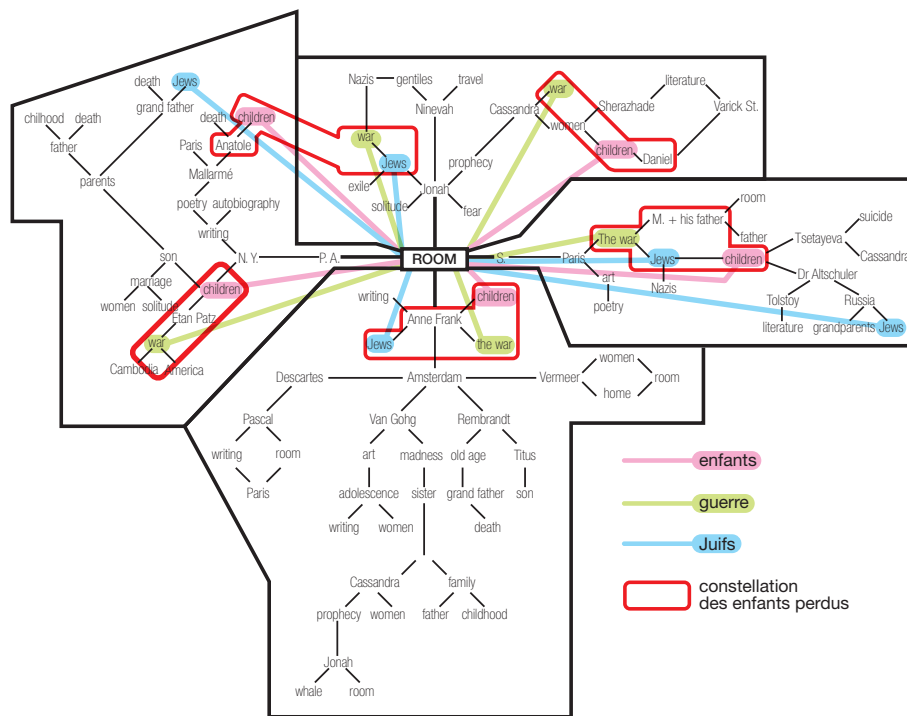 death
Jews
grand father
chilhood
death
father
parents
death
children
Anatole
Paris
Mallarmé
poetry
autobiography
writing
N. Y.
P. A.
son
marriage
women
solitude
children
Etan Patz
war
Cambodia
America
Nazis
gentiles
travel
Ninevah
war
Jews
exile
solitude
Jonah
fear
prophecy
Cassandra
war
women
Sherazhade
literature
Varick St.
children
Daniel
ROOM
S.
Paris
The war
M. + his father
room
father
Jews
Nazis
children
art
poetry
Tsetayeva
suicide
Cassandra
Dr Altschuler
Tolstoy
literature
Russia
grandparents
Jews
writing
children
Anne Frank
Jews
the war
Descartes
Amsterdam
Vermeer
women
room
home
Pascal
writing
room
Paris
Van Gohg
art
madness
adolescence
writing
women
sister
Rembrandt
old age
Titus
grand father
son
death
Cassandra
family
prophecy
women
father
childhood
Jonah
whale
room
enfants
guerre
Juifs
constellation
des enfants perdus